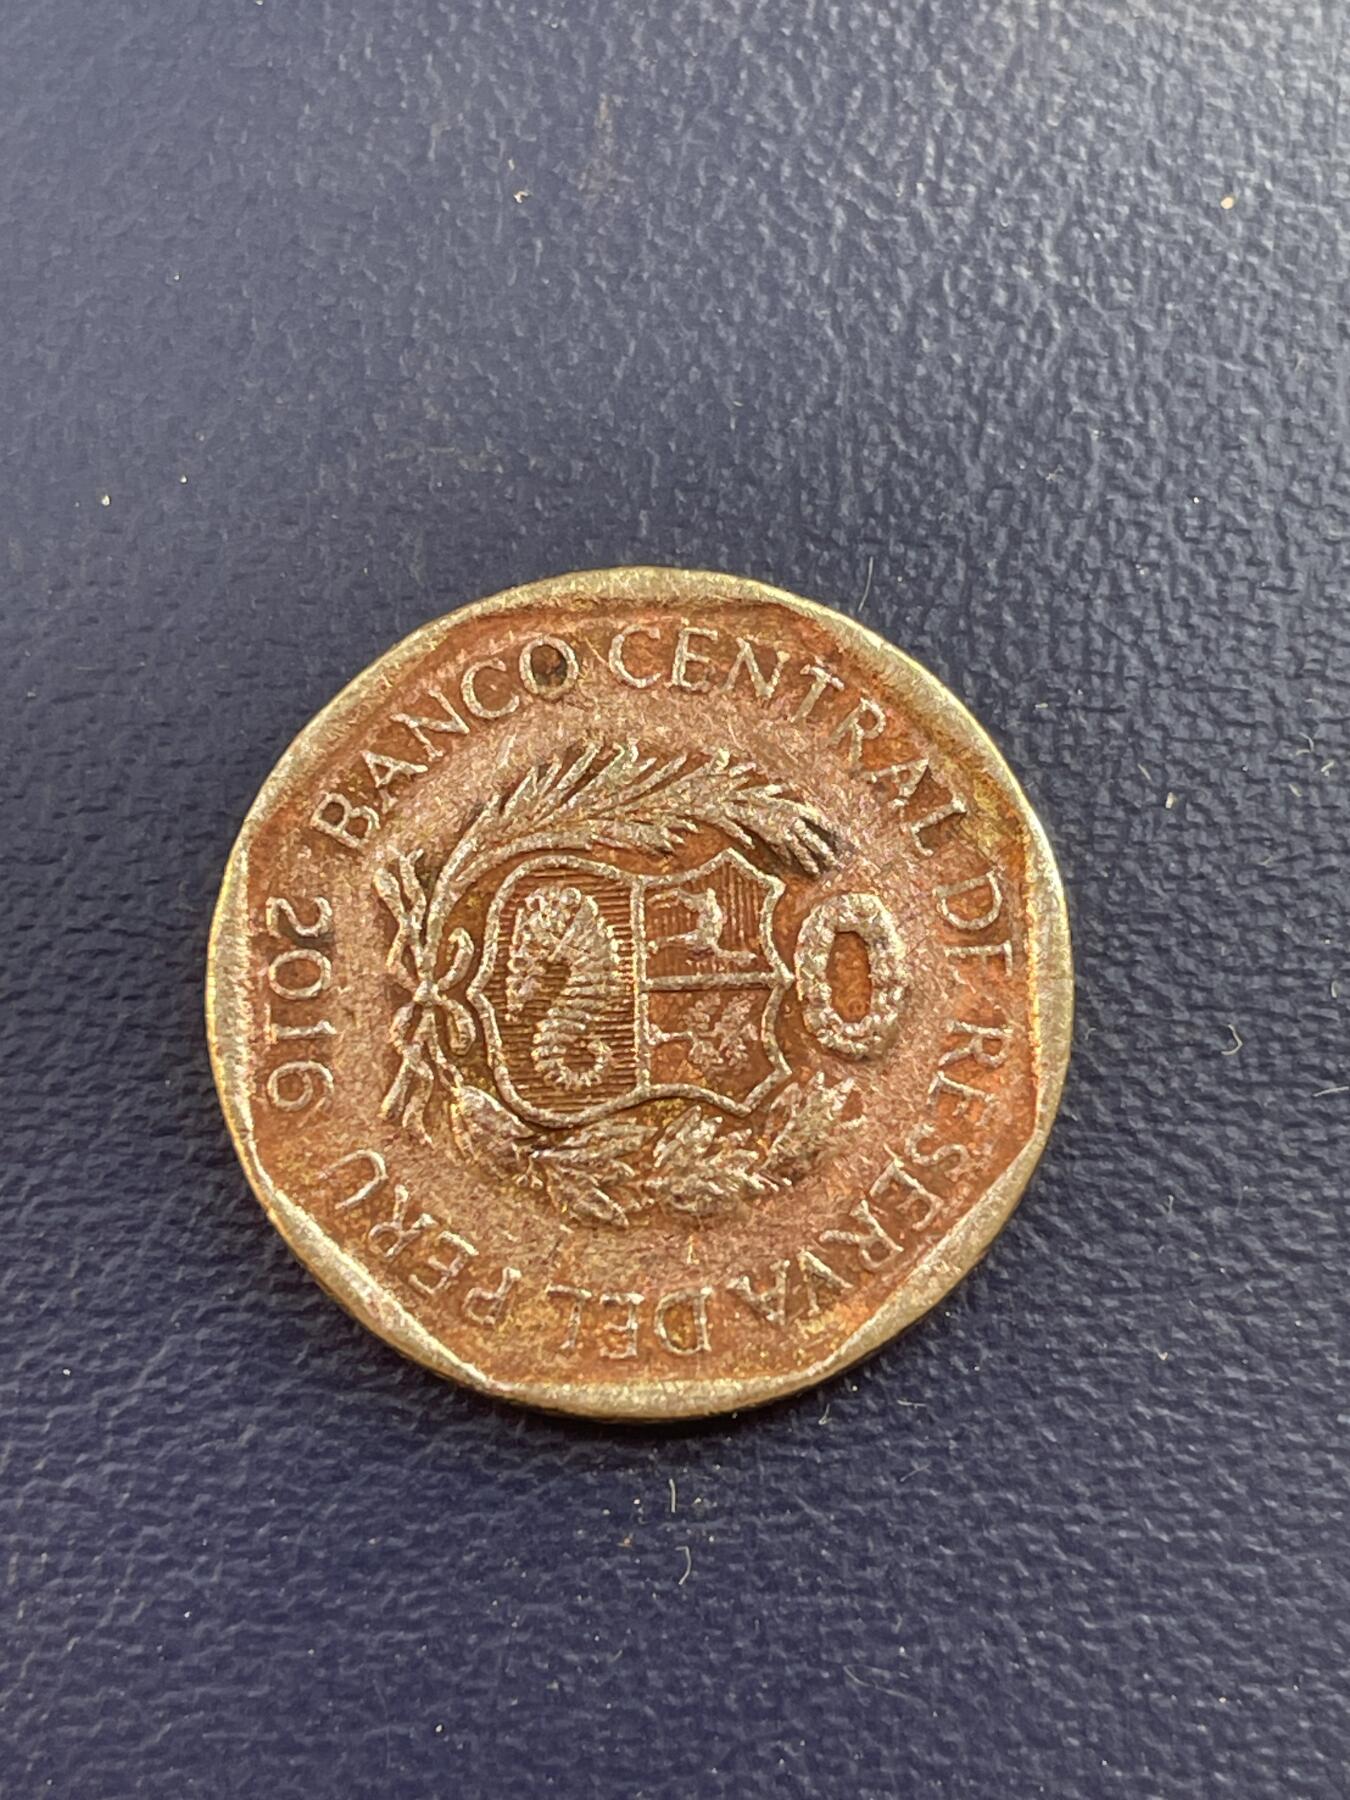 BANCO CENTRAL DE RESERVA DEL PERU
2016